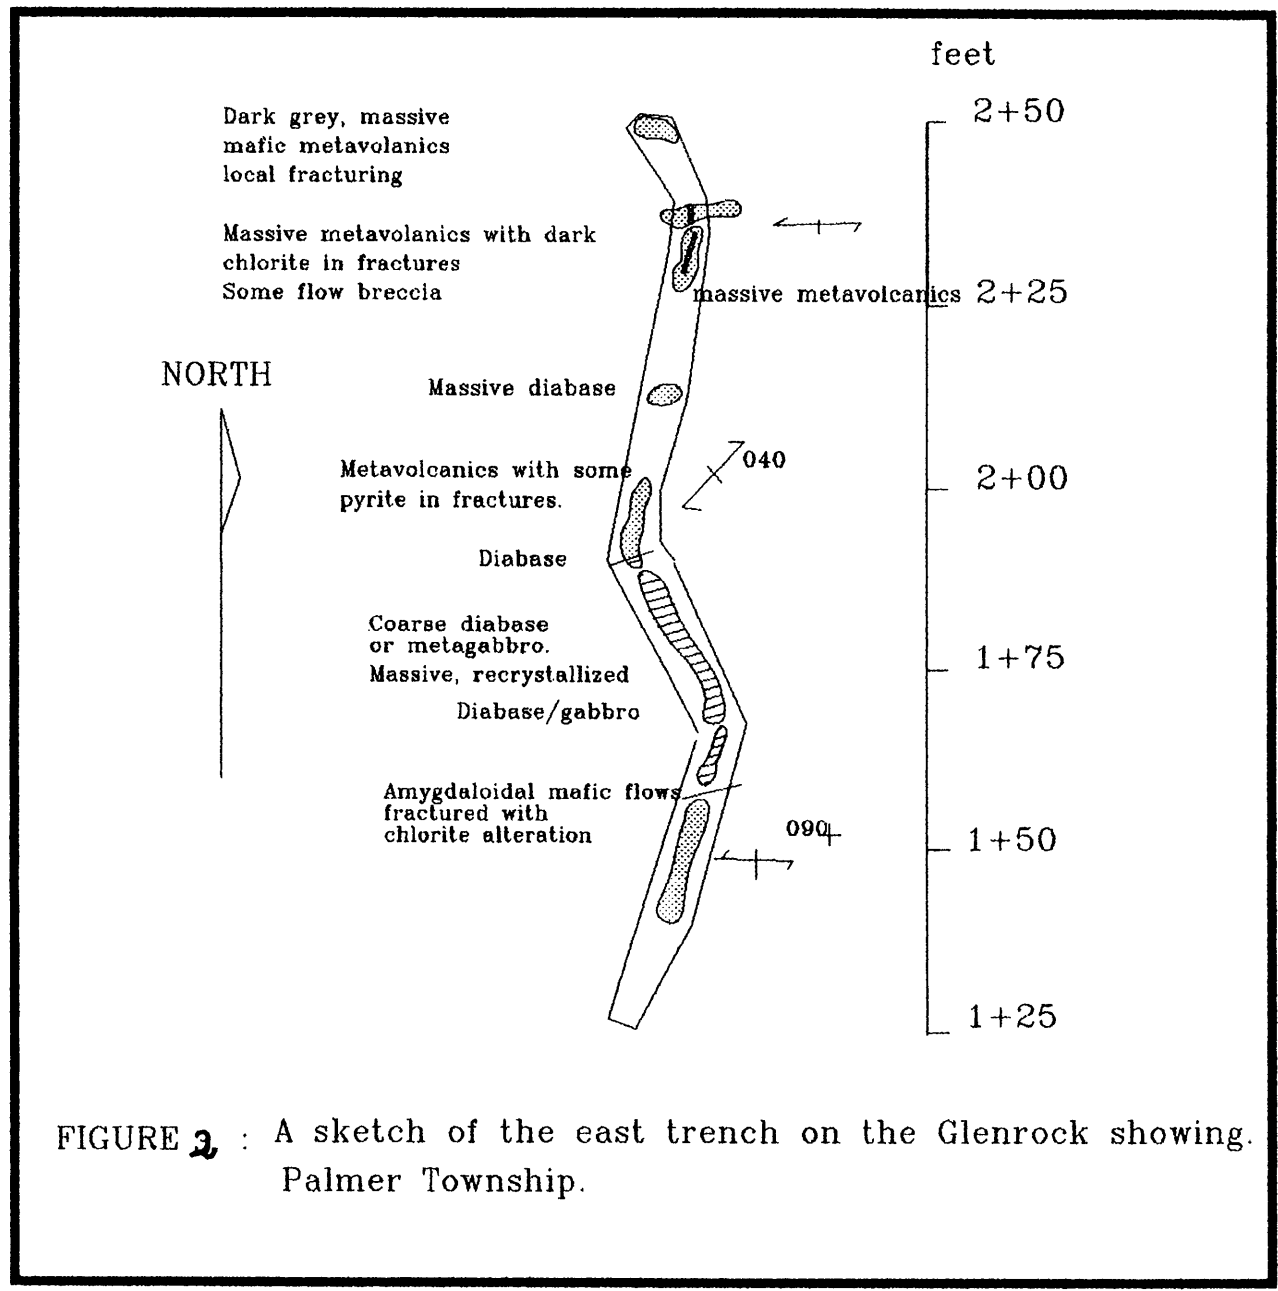 feet
2+50
Dark grey, massive
mafic metavolanics
local fracturing
Massive metavolanics with dark
chlorite in fractures
Some flow breccia
massive metavolcanics 2+25
NORTH
Massive diabase
040
Metavolcanics with some
pyrite in fractures.
2+00
Diabase
Coarse diabase
or metagabbro.
Massive, recrystallized
1+75
Diabase/gabbro
Amygdaloidal mafic flows
fractured with
chlorite alteration
090
1+50
1+25
FIGURE 2 : A sketch of the east trench on the Glenrock showing.
Palmer Township.